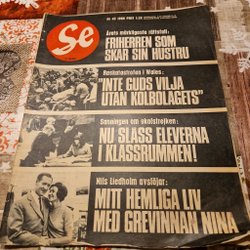 Se
Årets märkligaste rättsfall:
FRIHERREN SOM
SKAR SIN HUSTRU
Raskatastrofen i Wales:
"INTE GUDS VILJA
UTAN KOLBOLAGETS"
Sanningen om skolstrejken:
NU SLÅSS ELEVERNA
I KLASSRUMMEN!
Nils Liedholm avslöjar:
MITT HEMLIGA LIV
MED GREVINNAN NINA